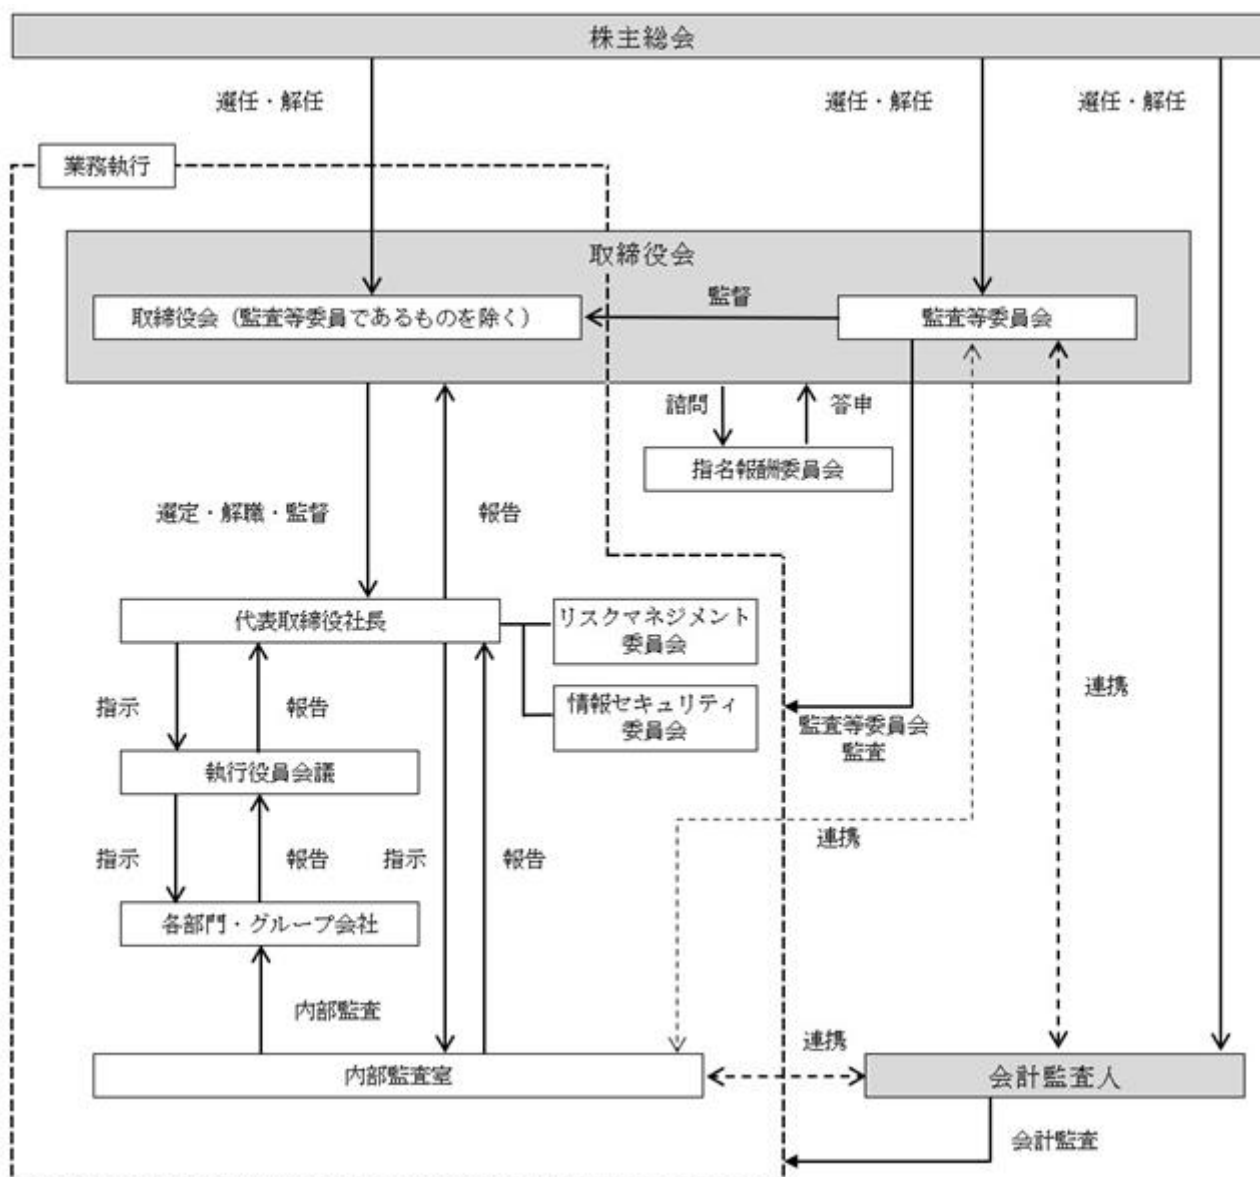 株主総会
選任・解任
選任・解任
選任・解任
業務執行
取締役会
監督
取締役会（監査等委員であるものを除く）
監査等委員会
諮問
答申
指名報酬委員会
選定・解職・監督
報告
代表取締役社長
リスクマネジメント
委員会
情報セキュリティ
委員会
連携
指示
報告
監査等委員会
監査
執行役員会議
連携
指示
報告
指示
報告
各部門・グループ会社
内部監査
連携
内部監査室
会計監査人
会計監査